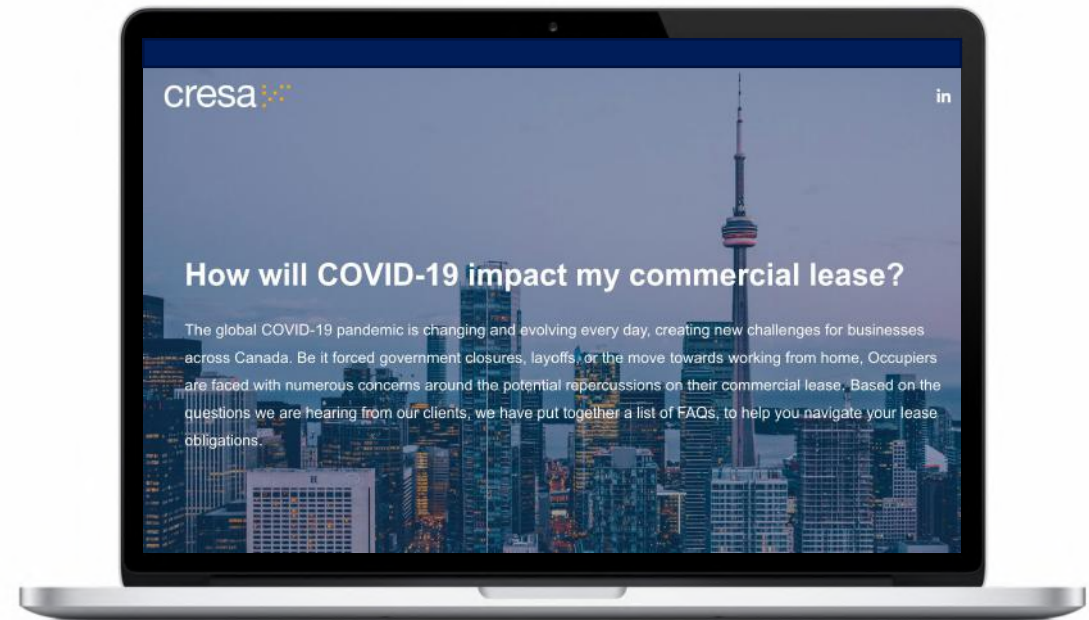 cresa
in
How will COVID-19 impact my commercial lease?
The global COVID-19 pandemic is changing and evolving every day, creating new challenges for businesses
across Canada. Be it forced government closures, layoffs, or the move towards working from home, Occupiers
are faced with numerous concerns around the potential repercussions on their commercial lease. Based on the
questions we are hearing from our clients, we have put together a list of FAQs, to help you navigate your lease
obligations.